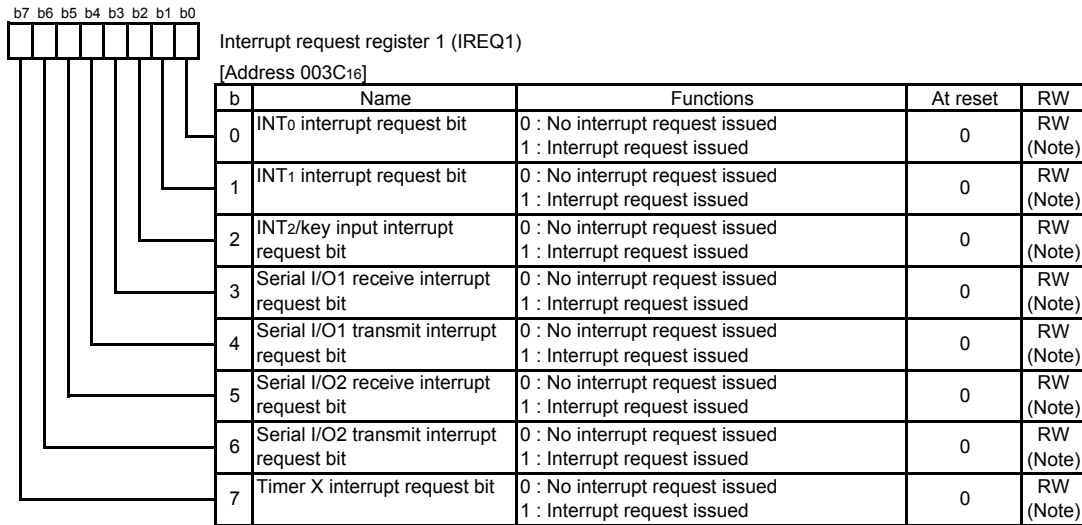 b7 b6 b5 b4 b3 b2 b1 b0
Interrupt request register 1 (IREQ1)
[Address 003C16]
b Name Functions At reset RW
0 INT0 interrupt request bit 0 : No interrupt request issued 0 RW
1 : Interrupt request issued (Note)
1 INT1 interrupt request bit 0 : No interrupt request issued 0 RW
1 : Interrupt request issued (Note)
2 INT2/key input interrupt 0 : No interrupt request issued 0 RW
request bit 1 : Interrupt request issued (Note)
3 Serial I/O1 receive interrupt 0 : No interrupt request issued 0 RW
request bit 1 : Interrupt request issued (Note)
4 Serial I/O1 transmit interrupt 0 : No interrupt request issued 0 RW
request bit 1 : Interrupt request issued (Note)
5 Serial I/O2 receive interrupt 0 : No interrupt request issued 0 RW
request bit 1 : Interrupt request issued (Note)
6 Serial I/O2 transmit interrupt 0 : No interrupt request issued 0 RW
request bit 1 : Interrupt request issued (Note)
7 Timer X interrupt request bit 0 : No interrupt request issued 0 RW
1 : Interrupt request issued (Note)